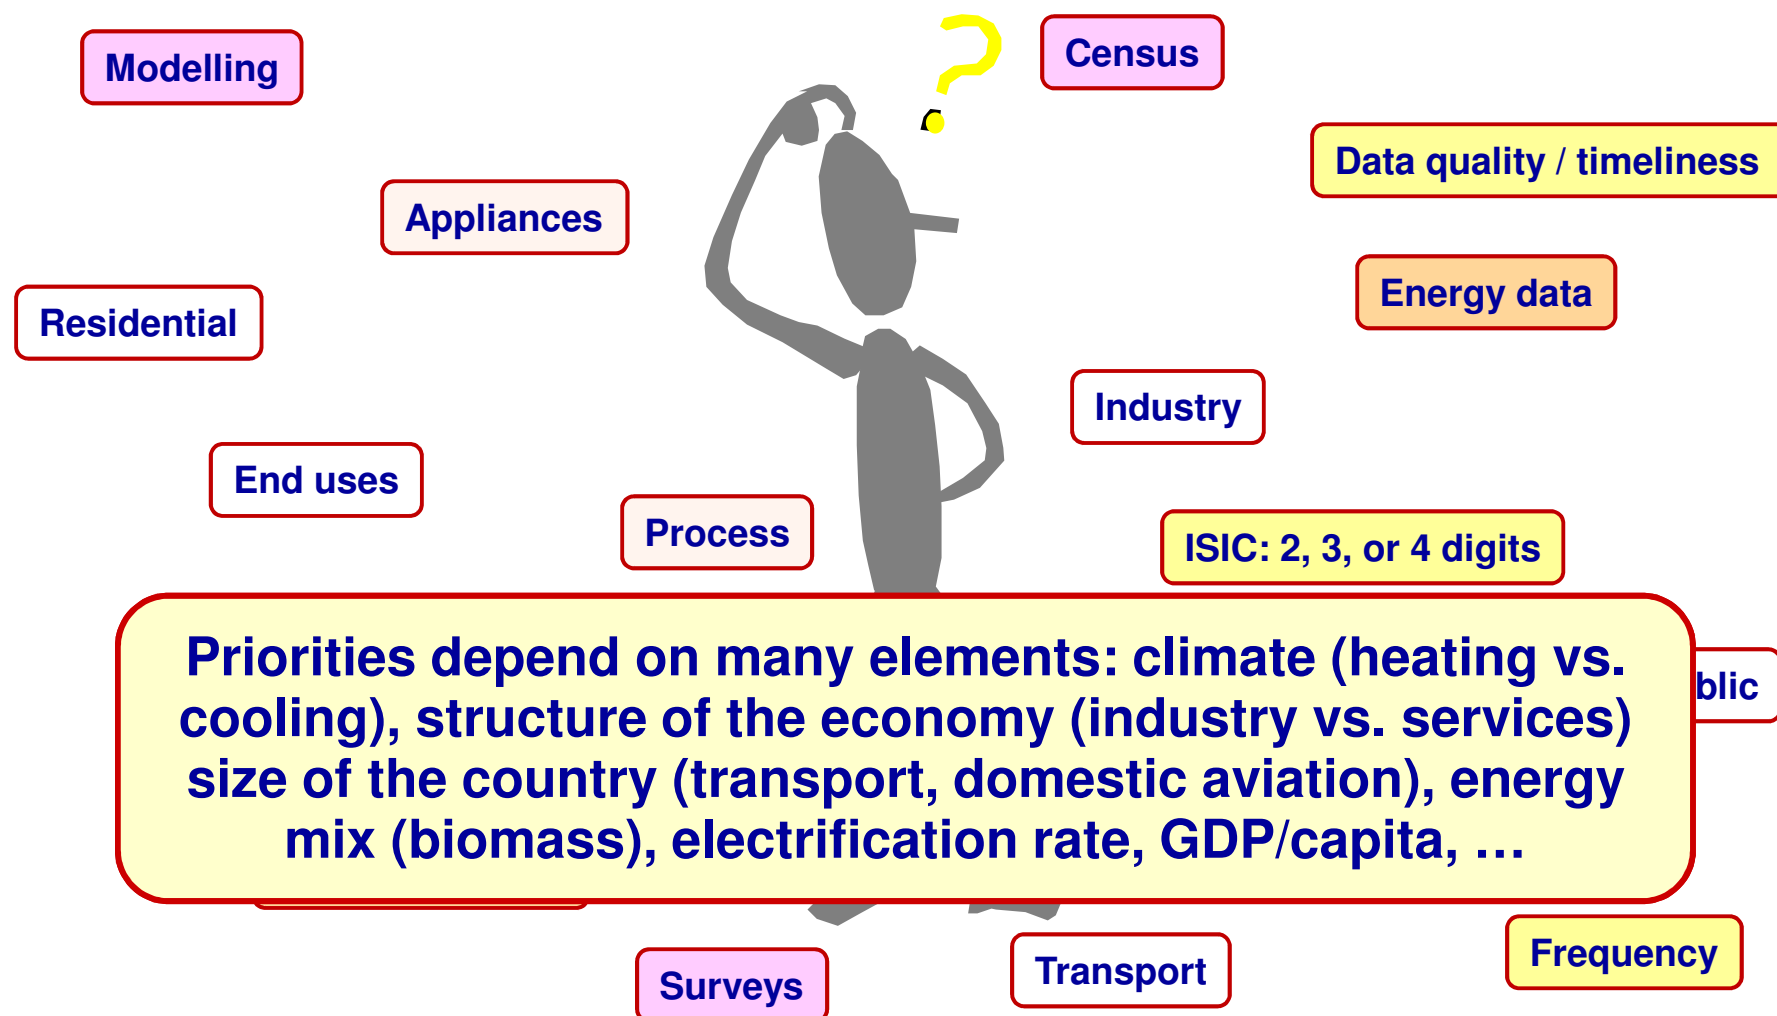 Modelling
Census
Data quality / timeliness
Appliances
Energy data
Residential
Industry
End uses
Process
ISIC: 2, 3, or 4 digits
Priorities depend on many elements: climate (heating vs.
cooling), structure of the economy (industry vs. services)
size of the country (transport, domestic aviation), energy
mix (biomass), electrification rate, GDP/capita, …
blic
Frequency
Transport
Surveys